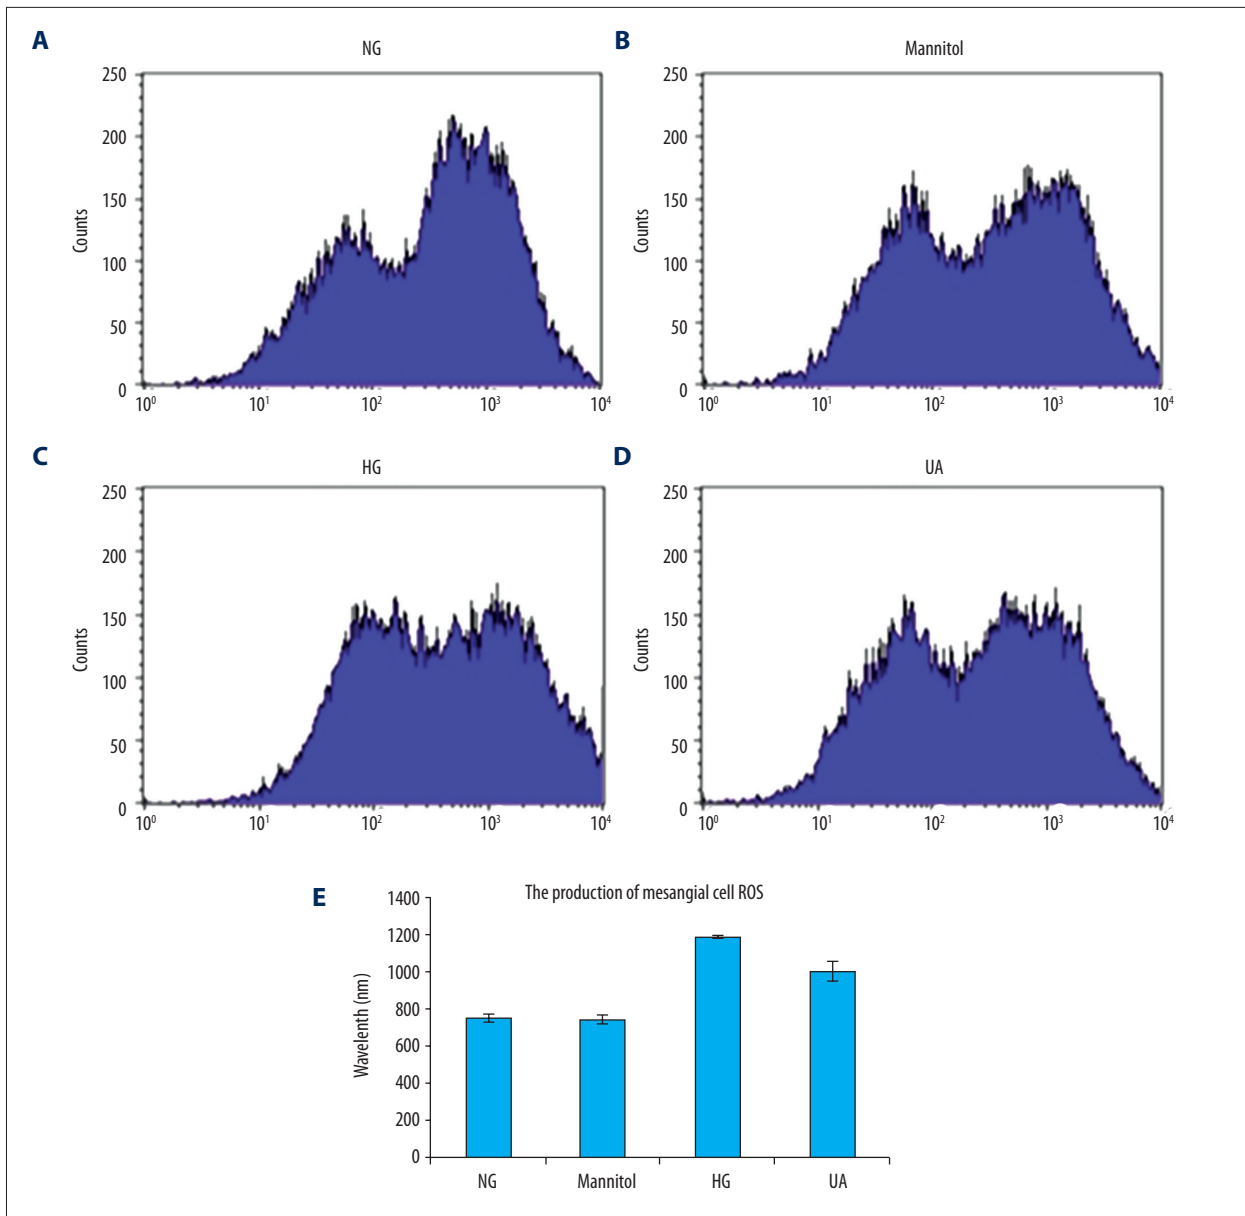 A
NG
250
200
150
100
50
0
Counts
10⁰ 10¹ 10² 10³ 10⁴
B
Mannitol
250
200
150
100
50
0
Counts
10⁰ 10¹ 10² 10³ 10⁴
C
HG
250
200
150
100
50
0
Counts
10⁰ 10¹ 10² 10³ 10⁴
D
UA
250
200
150
100
50
0
Counts
10⁰ 10¹ 10² 10³ 10⁴
E
The production of mesangial cell ROS
1400
1200
1000
800
600
400
200
0
Wavelenth (nm)
NG Mannitol HG UA